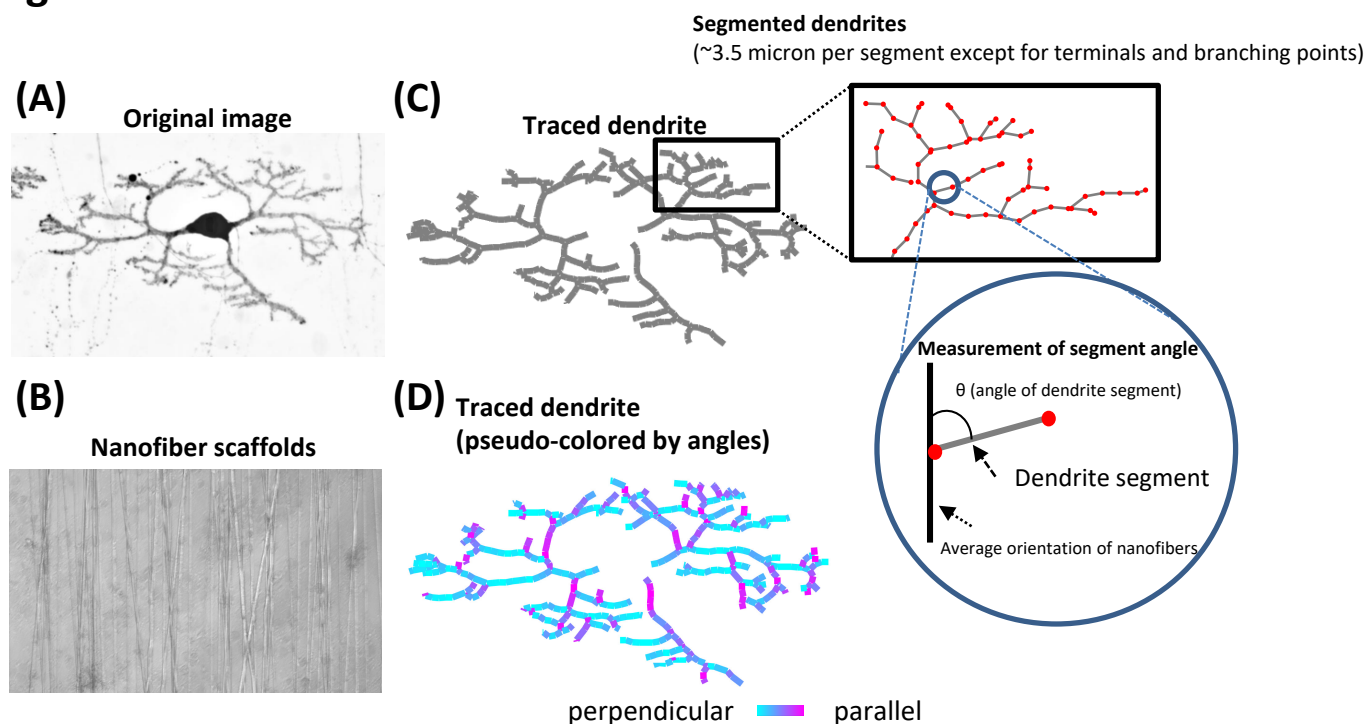 Segmented dendrites
(~3.5 micron per segment except for terminals and branching points)
(A)
Original image
(C)
Traced dendrite
(B)
Nanofiber scaffolds
(D)
Traced dendrite
(pseudo-colored by angles)
Measurement of segment angle
θ (angle of dendrite segment)
Dendrite segment
Average orientation of nanofibers
perpendicular
parallel